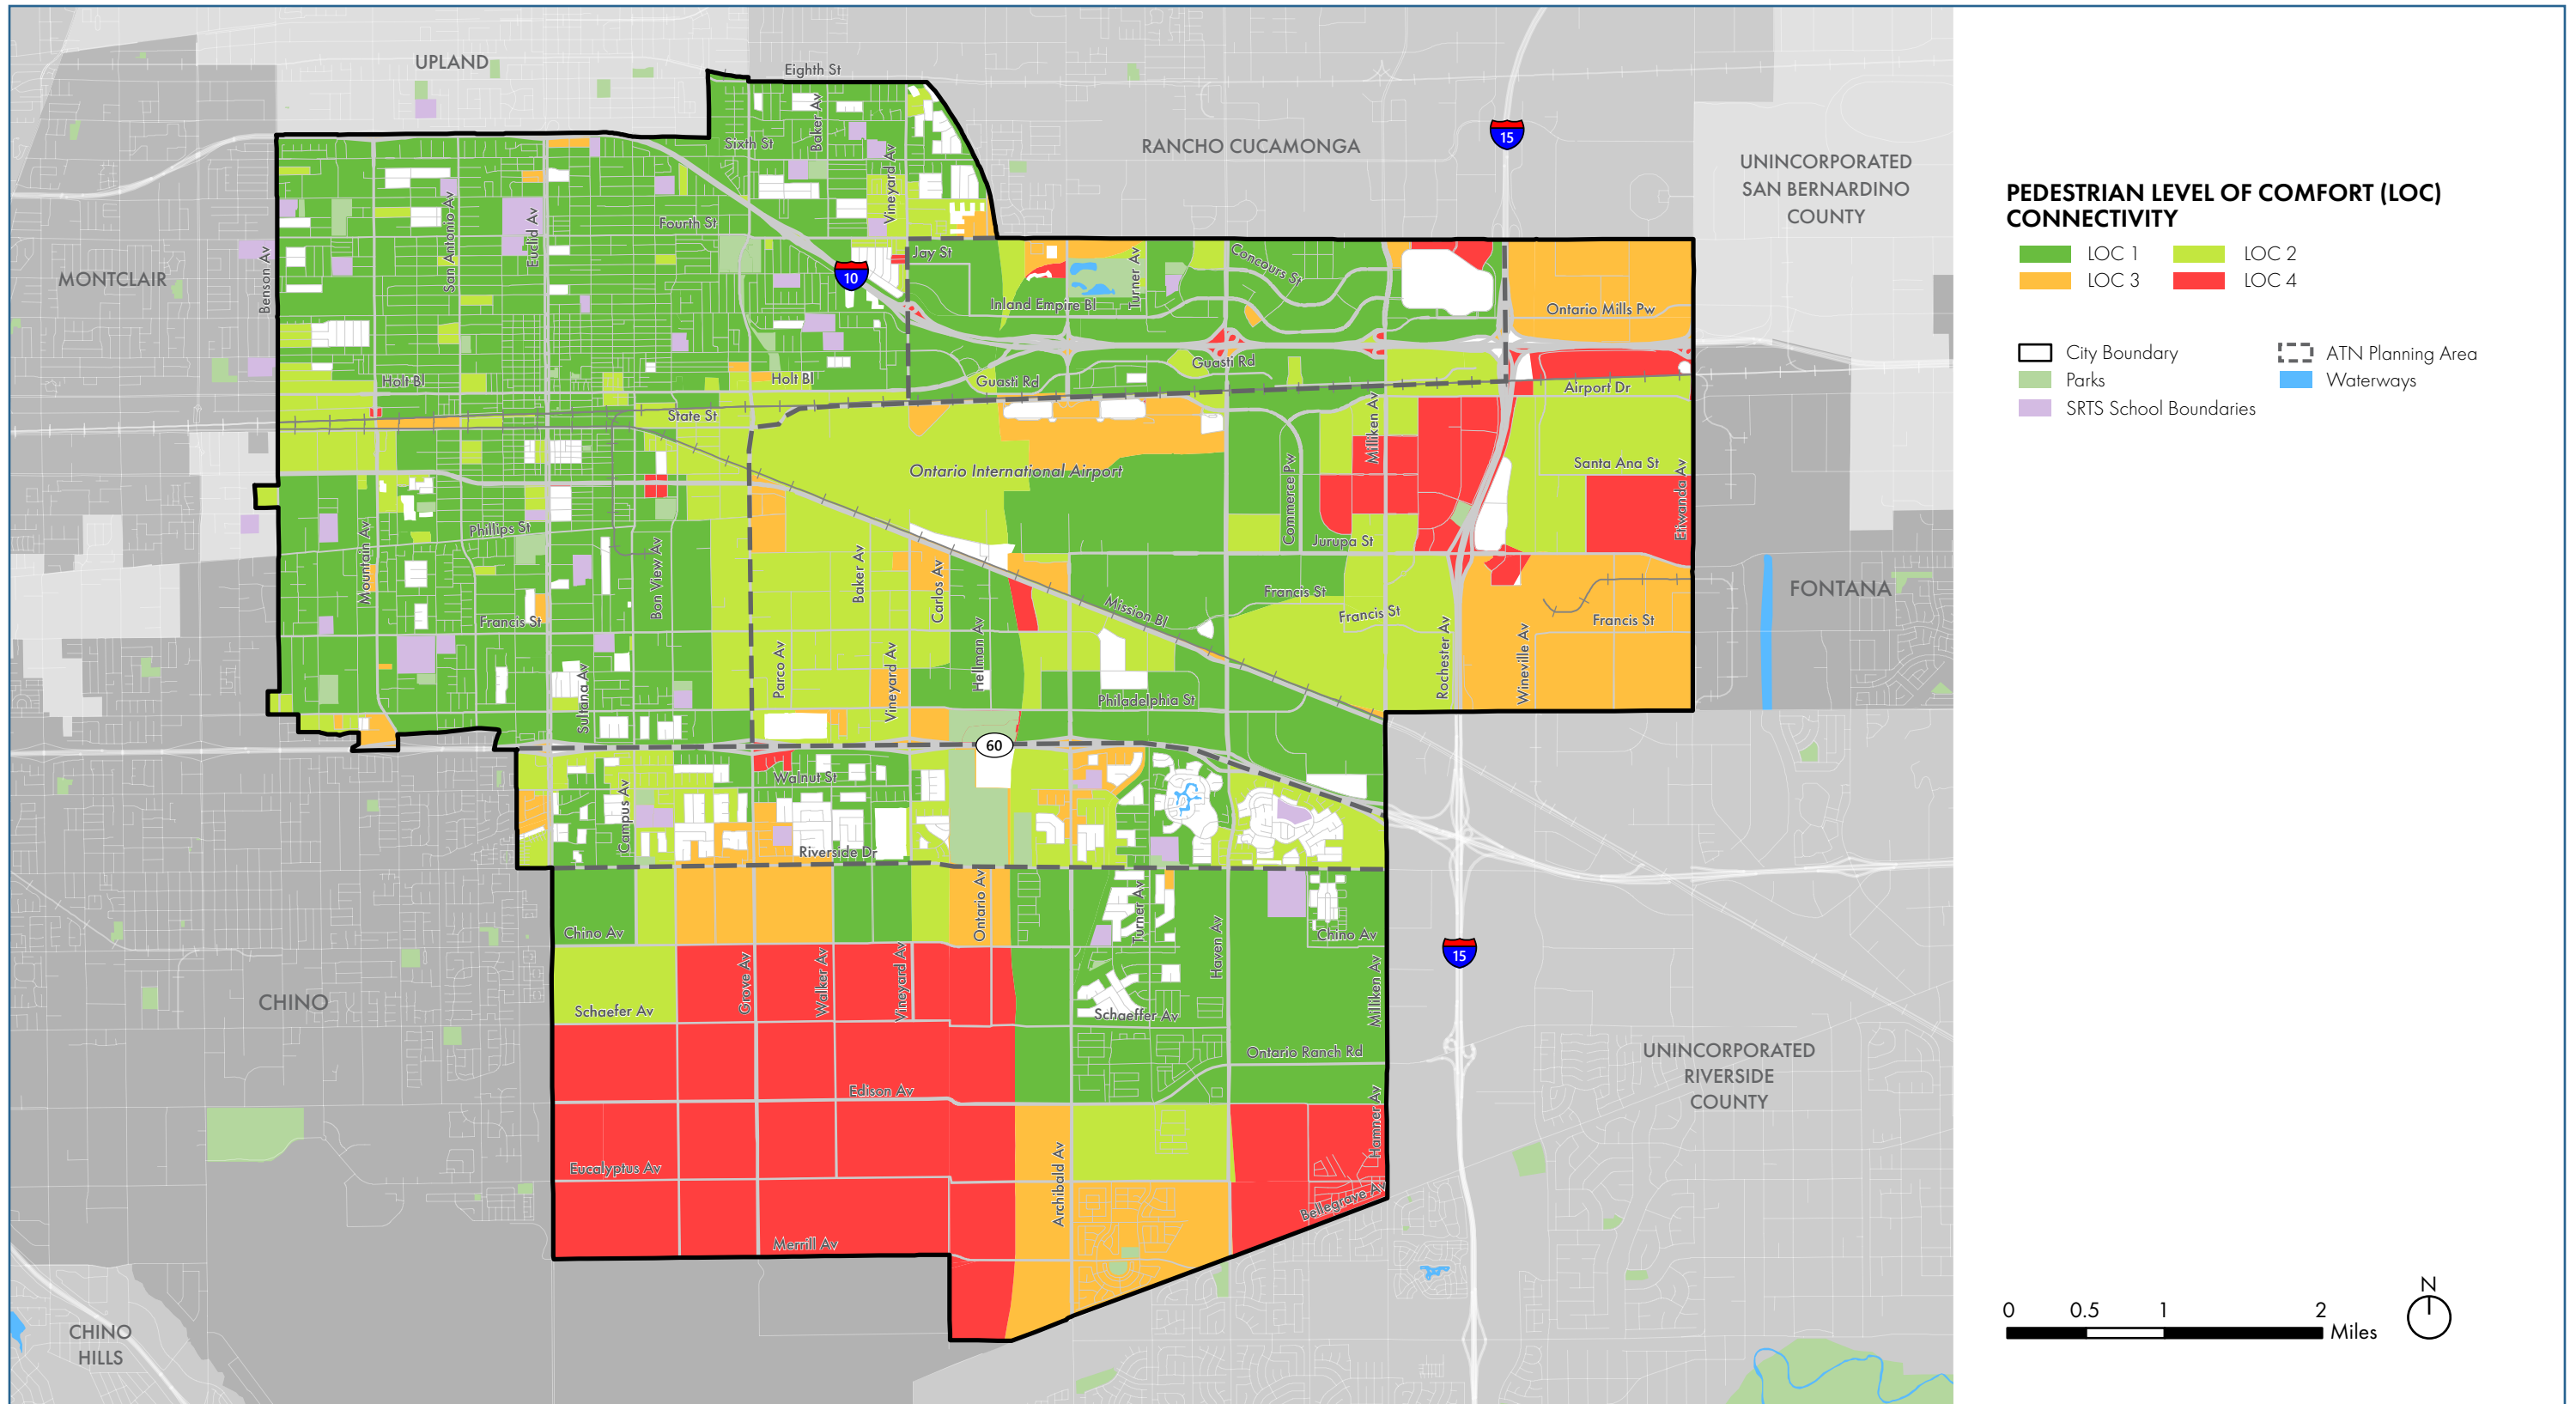 UPLAND
Eighth St
RANCHO CUCAMONGA
15
UNINCORPORATED
SAN BERNARDINO
COUNTY
MONTCLAIR
Benson Av
San Antonio Av
Euclid Av
Sixth St
Baker Av
Vineyard Av
Fourth St
10
Jay St
Inland Empire Bl
Turner Av
Concours St
Ontario Mills Pw
Guasti Rd
Guasti Rd
Holt Bl
Holt Bl
Airport Dr
State St
Milliken Av
Ontario International Airport
Santa Ana St
Commerce Pw
Etiwanda Av
Phillips St
Mountain Av
Bon View Av
Baker Av
Carlos Av
Jurupa St
Francis St
Francis St
Francis St
Francis St
Mission Bl
FONTANA
Hellman Av
Parco Av
Vineyard Av
Sultana Av
Rochester Av
Wineville Av
Philadelphia St
60
Walnut St
Campus Av
Riverside Dr
Ontario Av
Turner Av
Haven Av
Chino Av
Chino Av
15
Grove Av
Walker Av
Vineyard Av
Milliken Av
CHINO
Schaefer Av
Schaeffer Av
Ontario Ranch Rd
UNINCORPORATED
RIVERSIDE
COUNTY
Edison Av
Hamner Av
Eucalyptus Av
Archibald Av
Bellegrave Av
Merrill Av
CHINO
HILLS
PEDESTRIAN LEVEL OF COMFORT (LOC)
CONNECTIVITY
LOC 1 LOC 2
LOC 3 LOC 4
City Boundary ATN Planning Area
Parks Waterways
SRTS School Boundaries
N
0 0.5 1 2
Miles